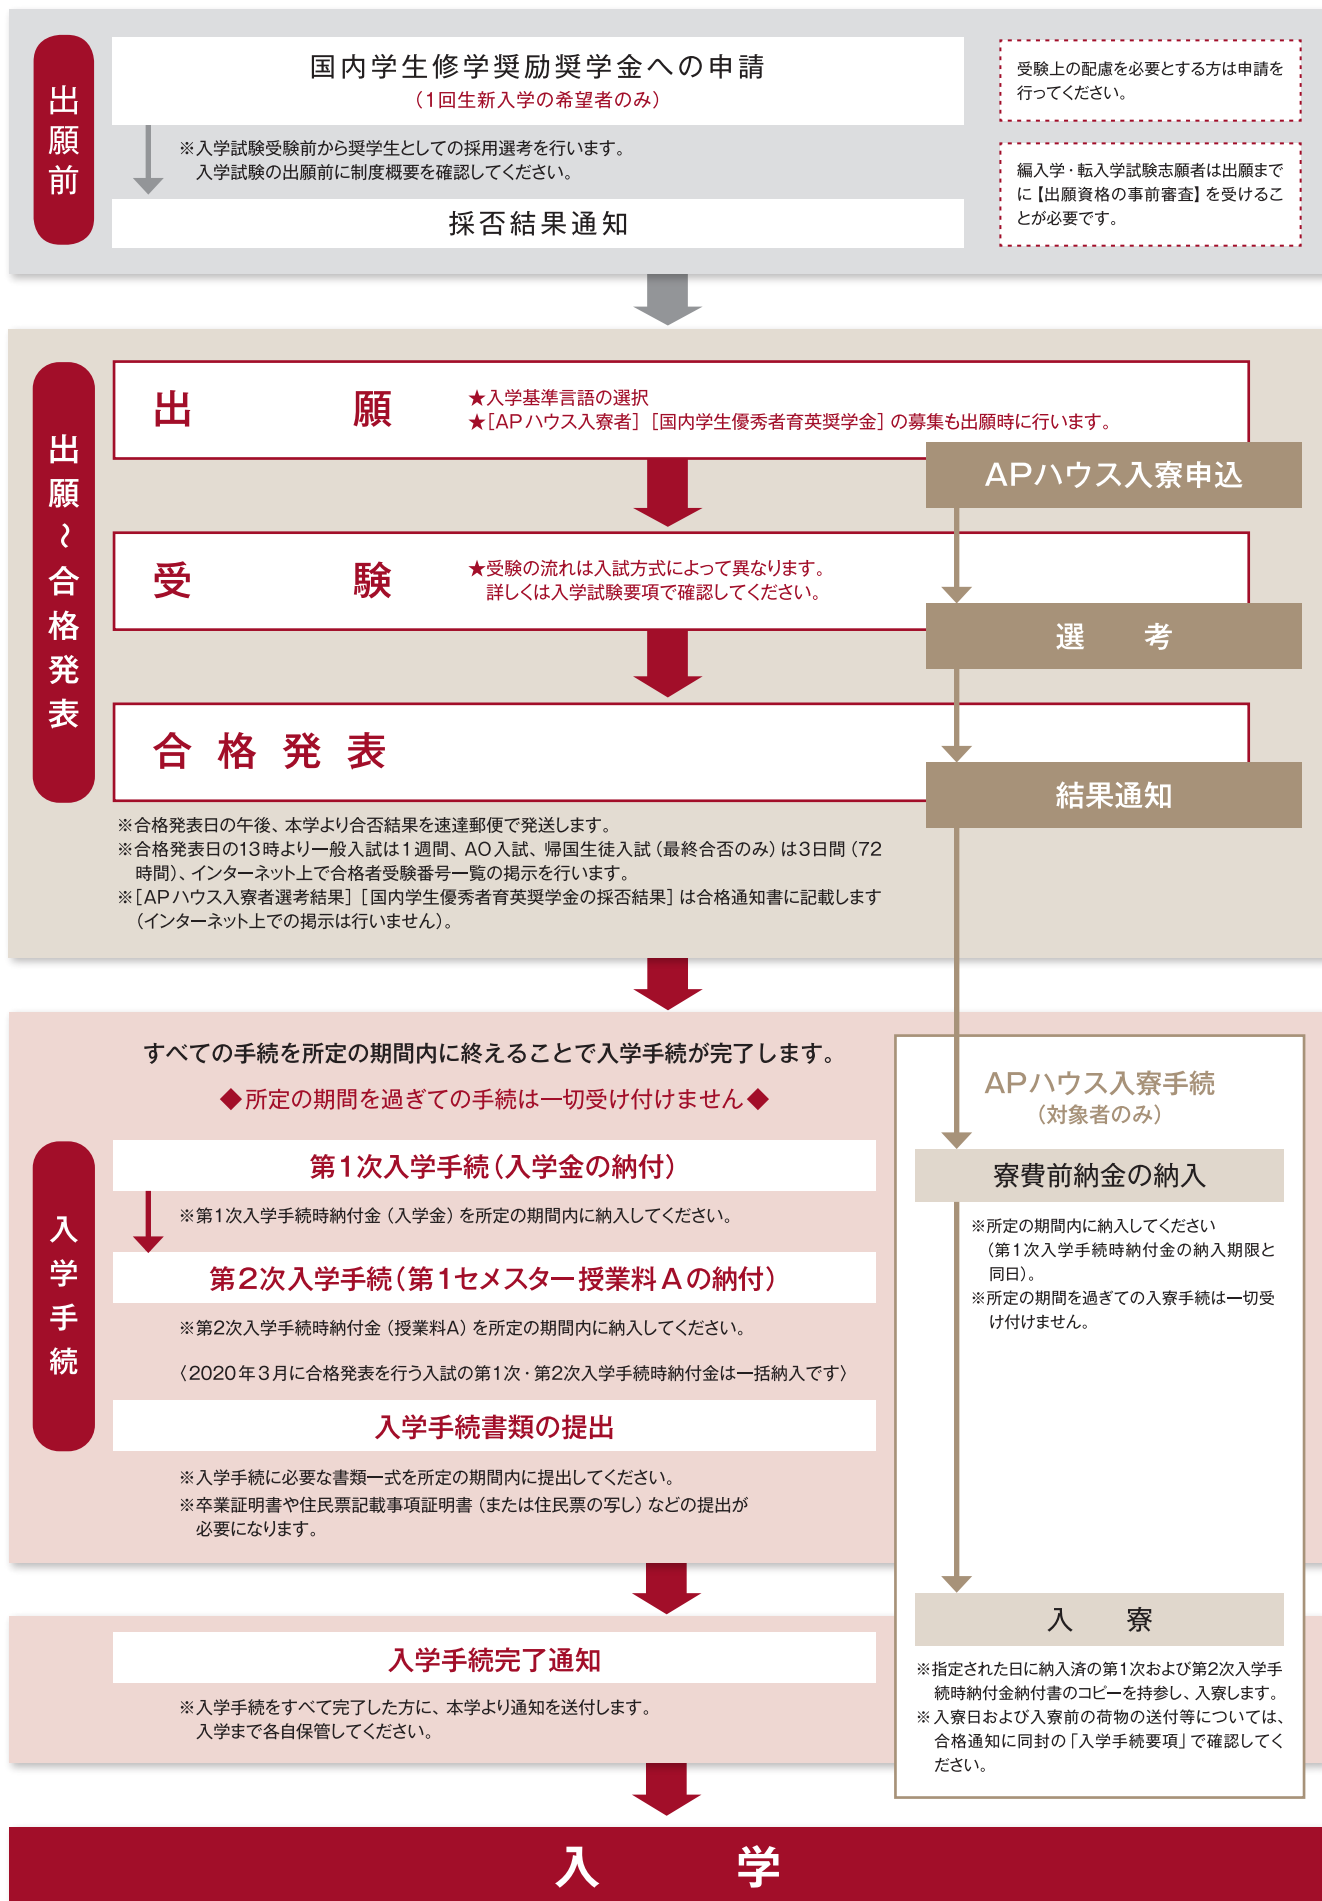 出願前
国内学生修学奨励奨学金への申請
（1回生新入学の希望者のみ）
※入学試験受験前から奨学生としての採用選考を行います。
入学試験の出願前に制度概要を確認してください。
採否結果通知
受験上の配慮を必要とする方は申請を
行ってください。
編入学・転入学試験志願者は出願まで
に【出願資格の事前審査】を受けるこ
とが必要です。
出願～合格発表
出願
★入学基準言語の選択
★［APハウス入寮者］［国内学生優秀者育英奨学金］の募集も出願時に行います。
APハウス入寮申込
受験
★受験の流れは入試方式によって異なります。
詳しくは入学試験要項で確認してください。
選考
合格発表
結果通知
※合格発表日の午後、本学より合否結果を速達郵便で発送します。
※合格発表日の13時より一般入試は1週間、AO入試、帰国生徒入試（最終合否のみ）は3日間（72
時間）、インターネット上で合格者受験番号一覧の掲示を行います。
※［APハウス入寮者選考結果］［国内学生優秀者育英奨学金の採否結果］は合格通知書に記載します
（インターネット上での掲示は行いません）。
入学手続
すべての手続を所定の期間内に終えることで入学手続が完了します。
◆所定の期間を過ぎての手続は一切受け付けません◆
第1次入学手続（入学金の納付）
※第1次入学手続時納付金（入学金）を所定の期間内に納入してください。
第2次入学手続（第1セメスター授業料Aの納付）
※第2次入学手続時納付金（授業料A）を所定の期間内に納入してください。
〈2020年3月に合格発表を行う入試の第1次・第2次入学手続時納付金は一括納入です〉
入学手続書類の提出
※入学手続に必要な書類一式を所定の期間内に提出してください。
※卒業証明書や住民票記載事項証明書（または住民票の写し）などの提出が
必要になります。
APハウス入寮手続
（対象者のみ）
寮費前納金の納入
※所定の期間内に納入してください
（第1次入学手続時納付金の納入期限と
同日）。
※所定の期間を過ぎての入寮手続は一切受
け付けません。
入寮
※指定された日に納入済の第1次および第2次入学手
続時納付金納付書のコピーを持参し、入寮します。
※入寮日および入寮前の荷物の送付等については、
合格通知に同封の「入学手続要項」で確認してく
ださい。
入学手続完了通知
※入学手続をすべて完了した方に、本学より通知を送付します。
入学まで各自保管してください。
入学